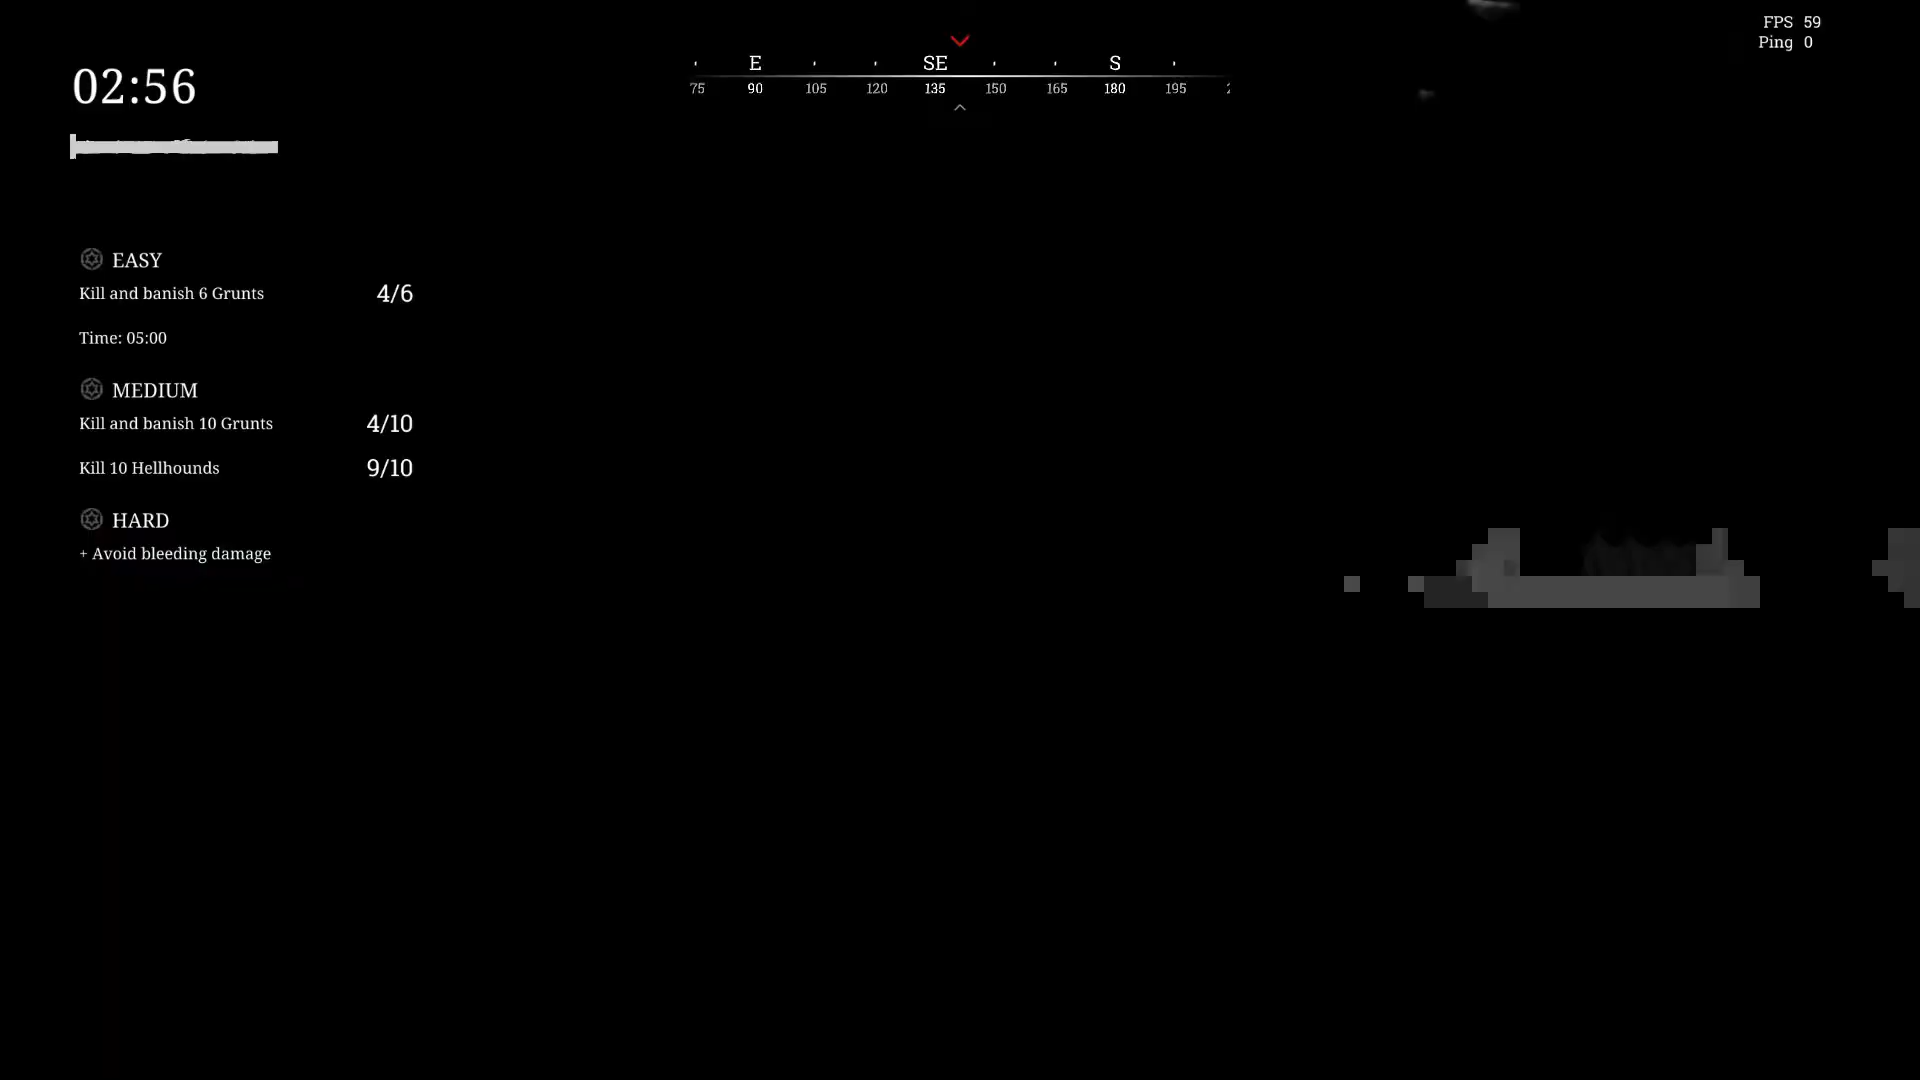 FPS 59
Ping 0
02:56
E SE S
75 90 105 120 135 150 165 180 195
EASY
Kill and banish 6 Grunts 4/6
Time: 05:00
MEDIUM
Kill and banish 10 Grunts 4/10
Kill 10 Hellhounds 9/10
HARD
+ Avoid bleeding damage